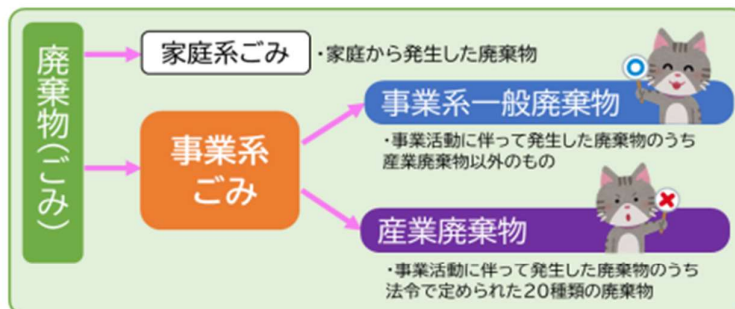 廃棄物(ごみ)
家庭系ごみ
・家庭から発生した廃棄物
事業系
ごみ
事業系一般廃棄物
・事業活動に伴って発生した廃棄物のうち
産業廃棄物以外のもの
産業廃棄物
・事業活動に伴って発生した廃棄物のうち
法令で定められた20種類の廃棄物